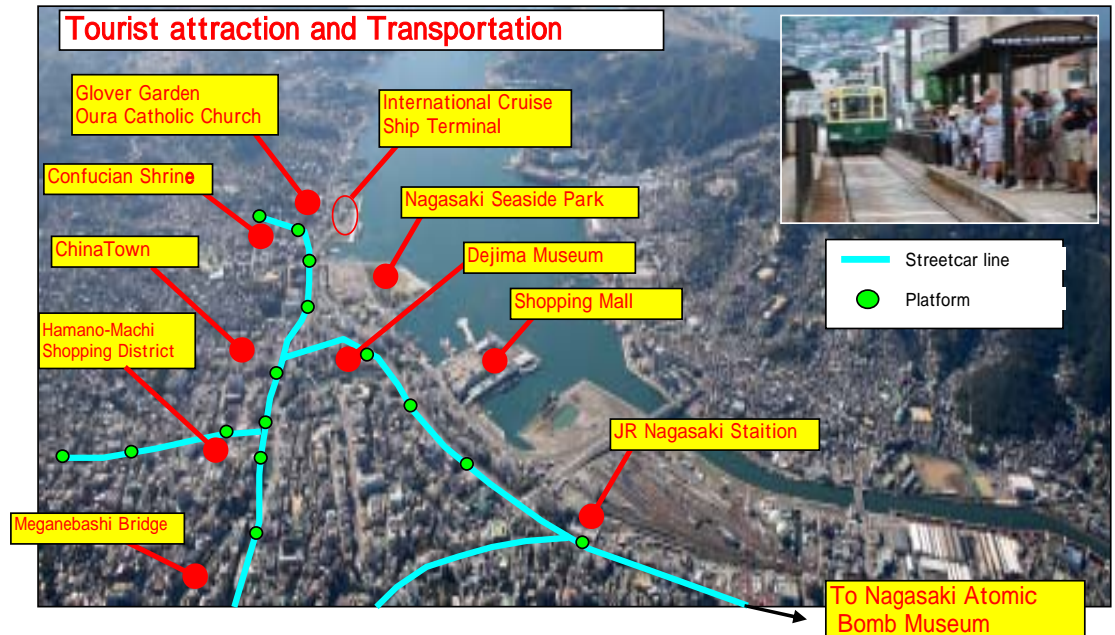 Tourist attraction and Transportation
Glover Garden
Oura Catholic Church
International Cruise
Ship Terminal
Confucian Shrine
Nagasaki Seaside Park
ChinaTown
Dejima Museum
Streetcar line
Platform
Shopping Mall
Hamano-Machi
Shopping District
JR Nagasaki Staition
Meganebashi Bridge
To Nagasaki Atomic
Bomb Museum